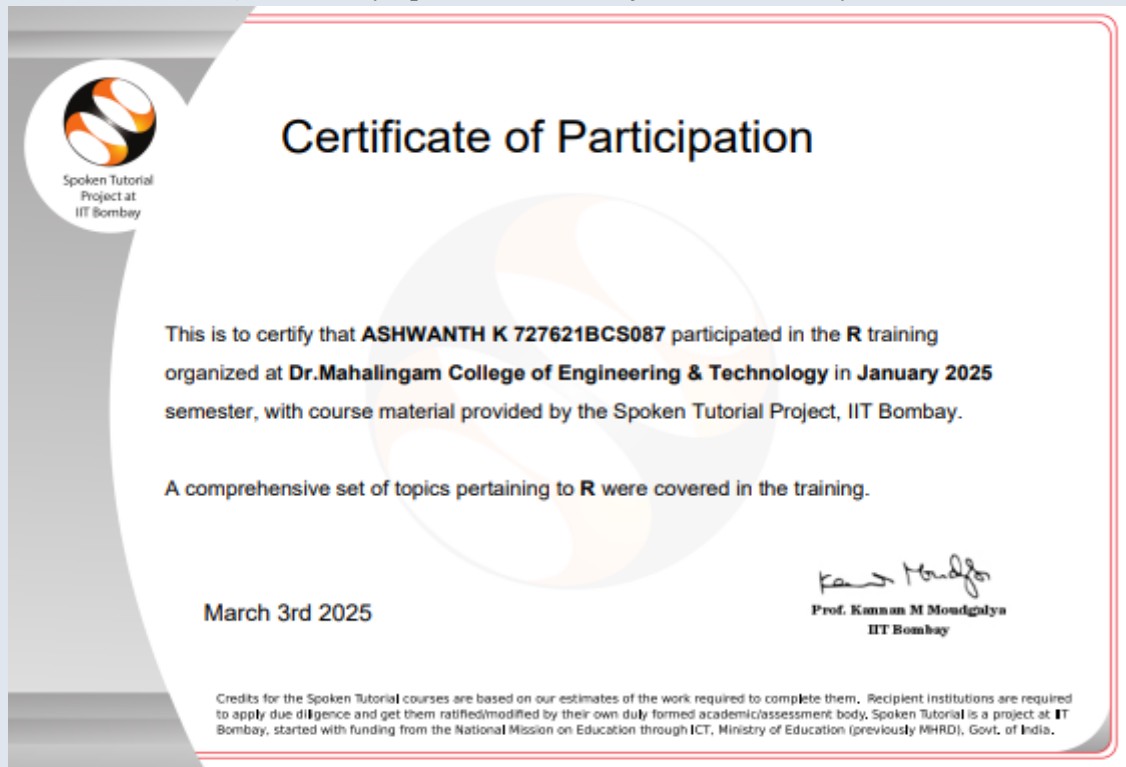 Spoken Tutorial
Project at
IIT Bombay
Certificate of Participation
This is to certify that ASHWANTH K 727621BCS087 participated in the R training
organized at Dr.Mahalingam College of Engineering & Technology in January 2025
semester, with course material provided by the Spoken Tutorial Project, IIT Bombay.
A comprehensive set of topics pertaining to R were covered in the training.
March 3rd 2025
Prof. Kannan M Moudgalya
IIT Bombay
Credits for the Spoken Tutorial courses are based on our estimates of the work required to complete them. Recipient institutions are required
to apply due diligence and get them ratified/modified by their own duly formed academic/assessment body. Spoken Tutorial is a project at IIT
Bombay, started with funding from the National Mission on Education through ICT, Ministry of Education (previously MHRD), Govt. of India.